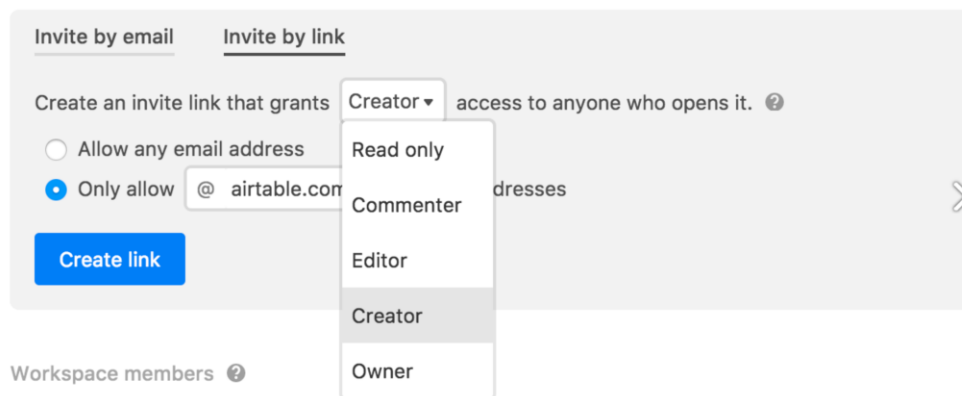 Invite by email Invite by link
Create an invite link that grants Creator access to anyone who opens it. ?
Allow any email address
Only allow @ airtable.com dresses
Create link
Read only
Commenter
Editor
Creator
Owner
Workspace members ?